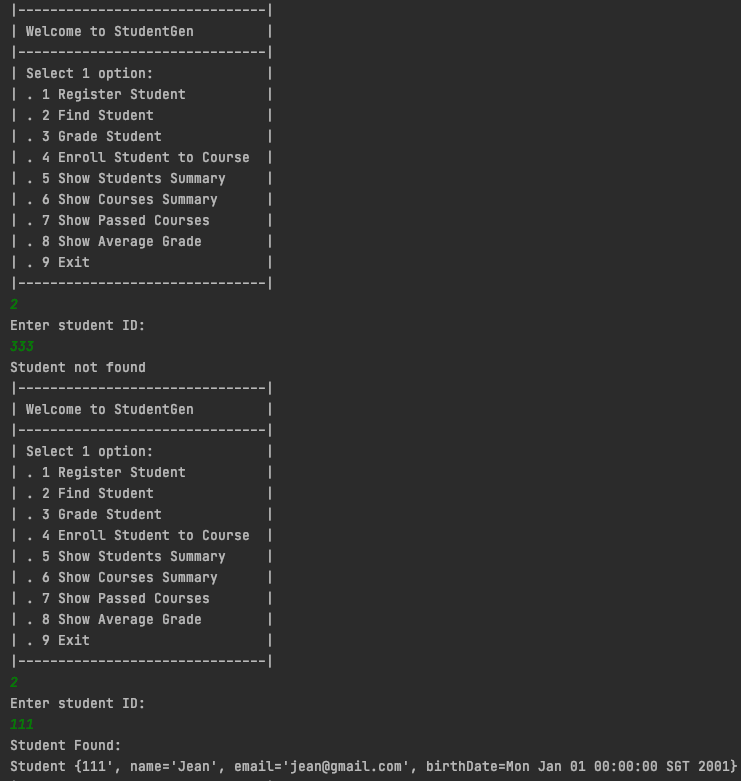 |-------------------------------|
| Welcome to StudentGen         |
|-------------------------------|
| Select 1 option:              |
| . 1 Register Student          |
| . 2 Find Student              |
| . 3 Grade Student             |
| . 4 Enroll Student to Course  |
| . 5 Show Students Summary     |
| . 6 Show Courses Summary      |
| . 7 Show Passed Courses       |
| . 8 Show Average Grade        |
| . 9 Exit                      |
|-------------------------------|
2
Enter student ID:
333
Student not found
|-------------------------------|
| Welcome to StudentGen         |
|-------------------------------|
| Select 1 option:              |
| . 1 Register Student          |
| . 2 Find Student              |
| . 3 Grade Student             |
| . 4 Enroll Student to Course  |
| . 5 Show Students Summary     |
| . 6 Show Courses Summary      |
| . 7 Show Passed Courses       |
| . 8 Show Average Grade        |
| . 9 Exit                      |
|-------------------------------|
2
Enter student ID:
111
Student Found:
Student {111', name='Jean', email='jean@gmail.com', birthDate=Mon Jan 01 00:00:00 SGT 2001}